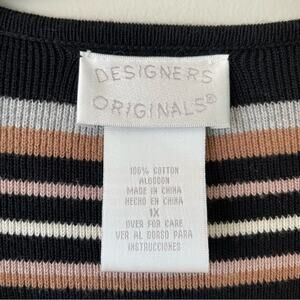 DESIGNERS
ORIGINALS®
100% COTTON
ALGODON
MADE IN CHINA
HECHO EN CHINA
1X
OVER FOR CARE
VER AL DORSO PARA
INSTRUCCIONES